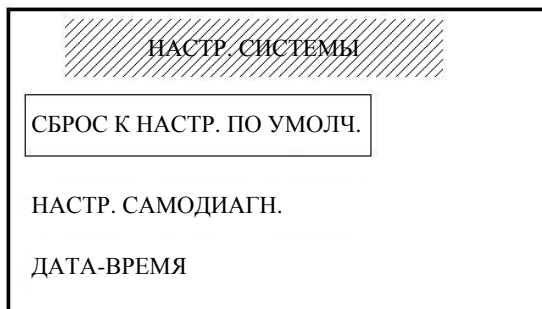 НАСТР. СИСТЕМЫ
СБРОС К НАСТР. ПО УМОЛЧ.
НАСТР. САМОДИАГН.
ДАТА-ВРЕМЯ